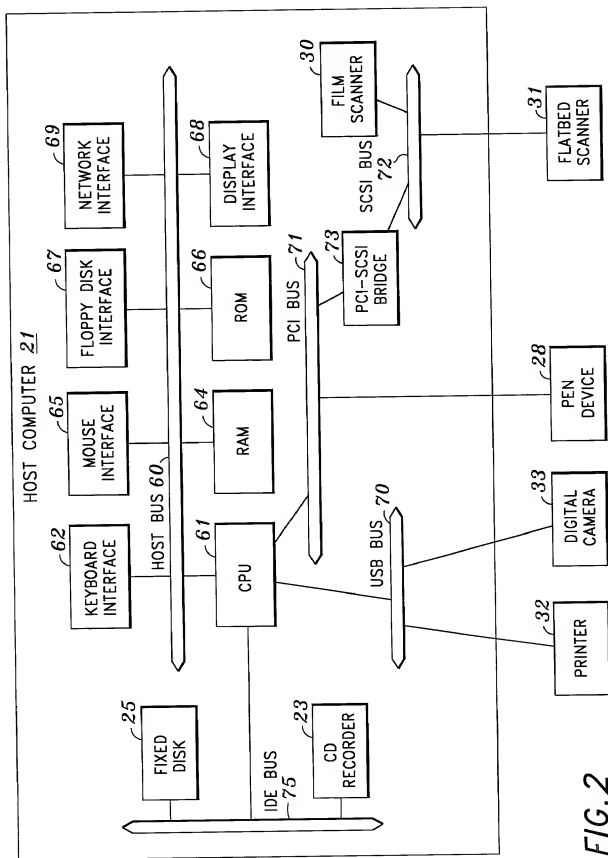 HOST COMPUTER 21
62
KEYBOARD
INTERFACE
65
MOUSE
INTERFACE
67
FLOPPY DISK
INTERFACE
69
NETWORK
INTERFACE
HOST BUS 60
25
FIXED
DISK
61
CPU
64
RAM
66
ROM
68
DISPLAY
INTERFACE
IDE BUS
75
23
CD
RECORDER
PCI BUS
71
73
PCI-SCSI
BRIDGE
SCSI BUS
72
30
FILM
SCANNER
USB BUS
70
32
PRINTER
33
DIGITAL
CAMERA
28
PEN
DEVICE
31
FLATBED
SCANNER
FIG.2